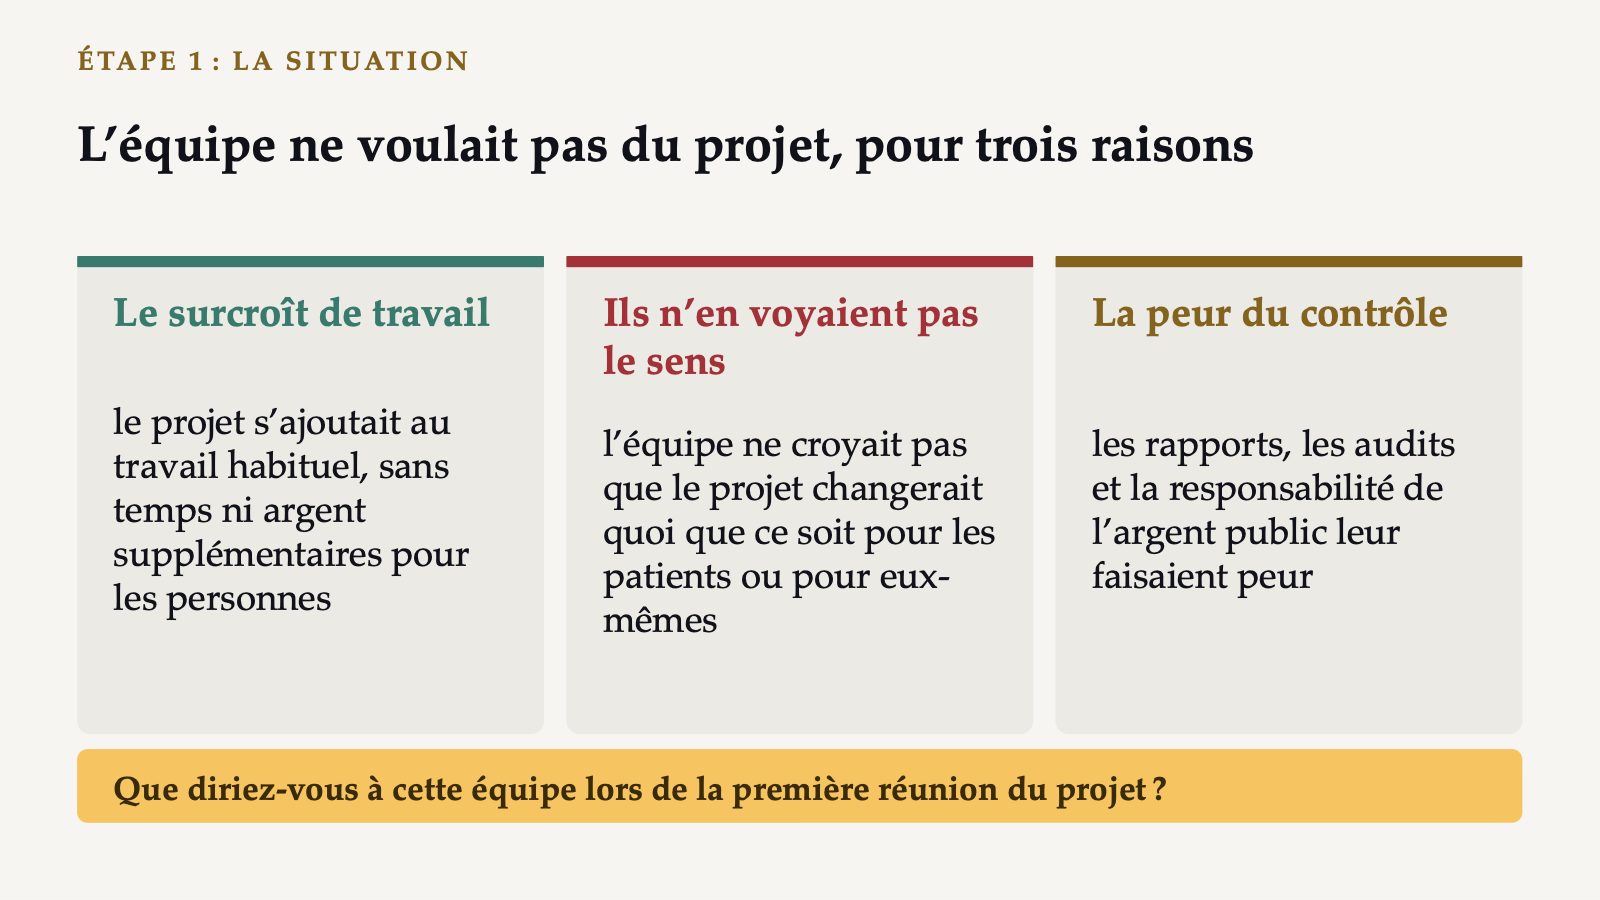 ÉTAPE 1 : LA SITUATION
L’équipe ne voulait pas du projet, pour trois raisons
Le surcroît de travail
le projet s’ajoutait au
travail habituel, sans
temps ni argent
supplémentaires pour
les personnes
Ils n’en voyaient pas
le sens
l’équipe ne croyait pas
que le projet changerait
quoi que ce soit pour les
patients ou pour eux-
mêmes
La peur du contrôle
les rapports, les audits
et la responsabilité de
l’argent public leur
faisaient peur
Que diriez-vous à cette équipe lors de la première réunion du projet ?